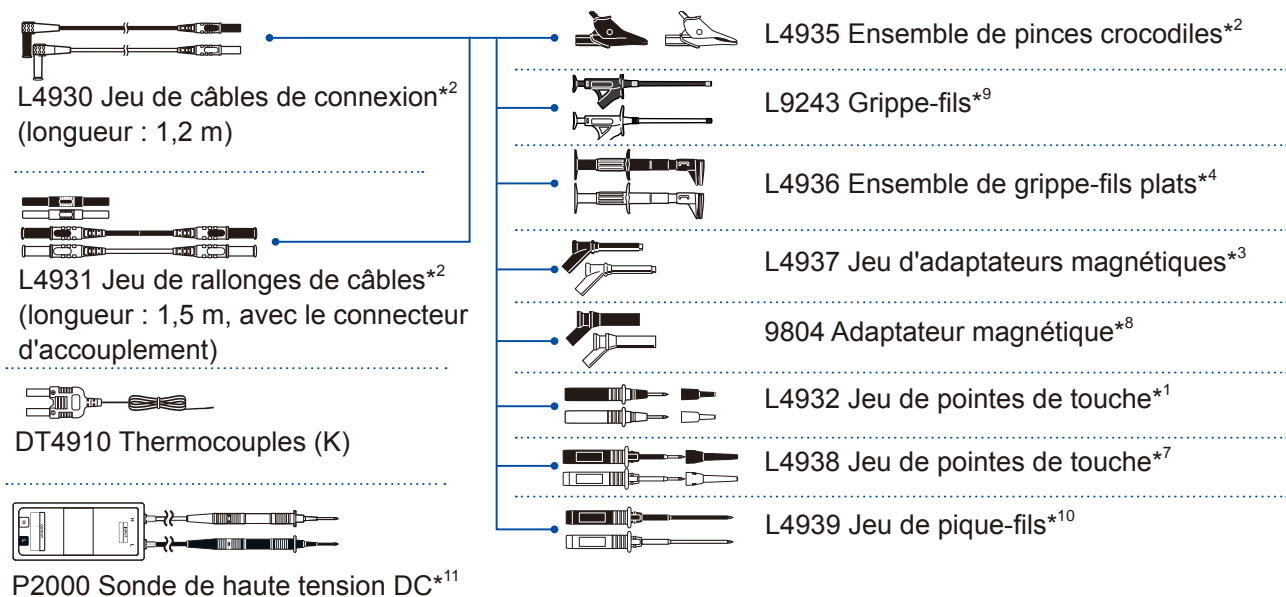 L4930 Jeu de câbles de connexion*2
(longueur : 1,2 m)
L4931 Jeu de rallonges de câbles*2
(longueur : 1,5 m, avec le connecteur
d'accouplement)
DT4910 Thermocouples (K)
P2000 Sonde de haute tension DC*11
L4935 Ensemble de pinces crocodiles*2
L9243 Grippe-fils*9
L4936 Ensemble de grippe-fils plats*4
L4937 Jeu d'adaptateurs magnétiques*3
9804 Adaptateur magnétique*8
L4932 Jeu de pointes de touche*1
L4938 Jeu de pointes de touche*7
L4939 Jeu de pique-fils*10